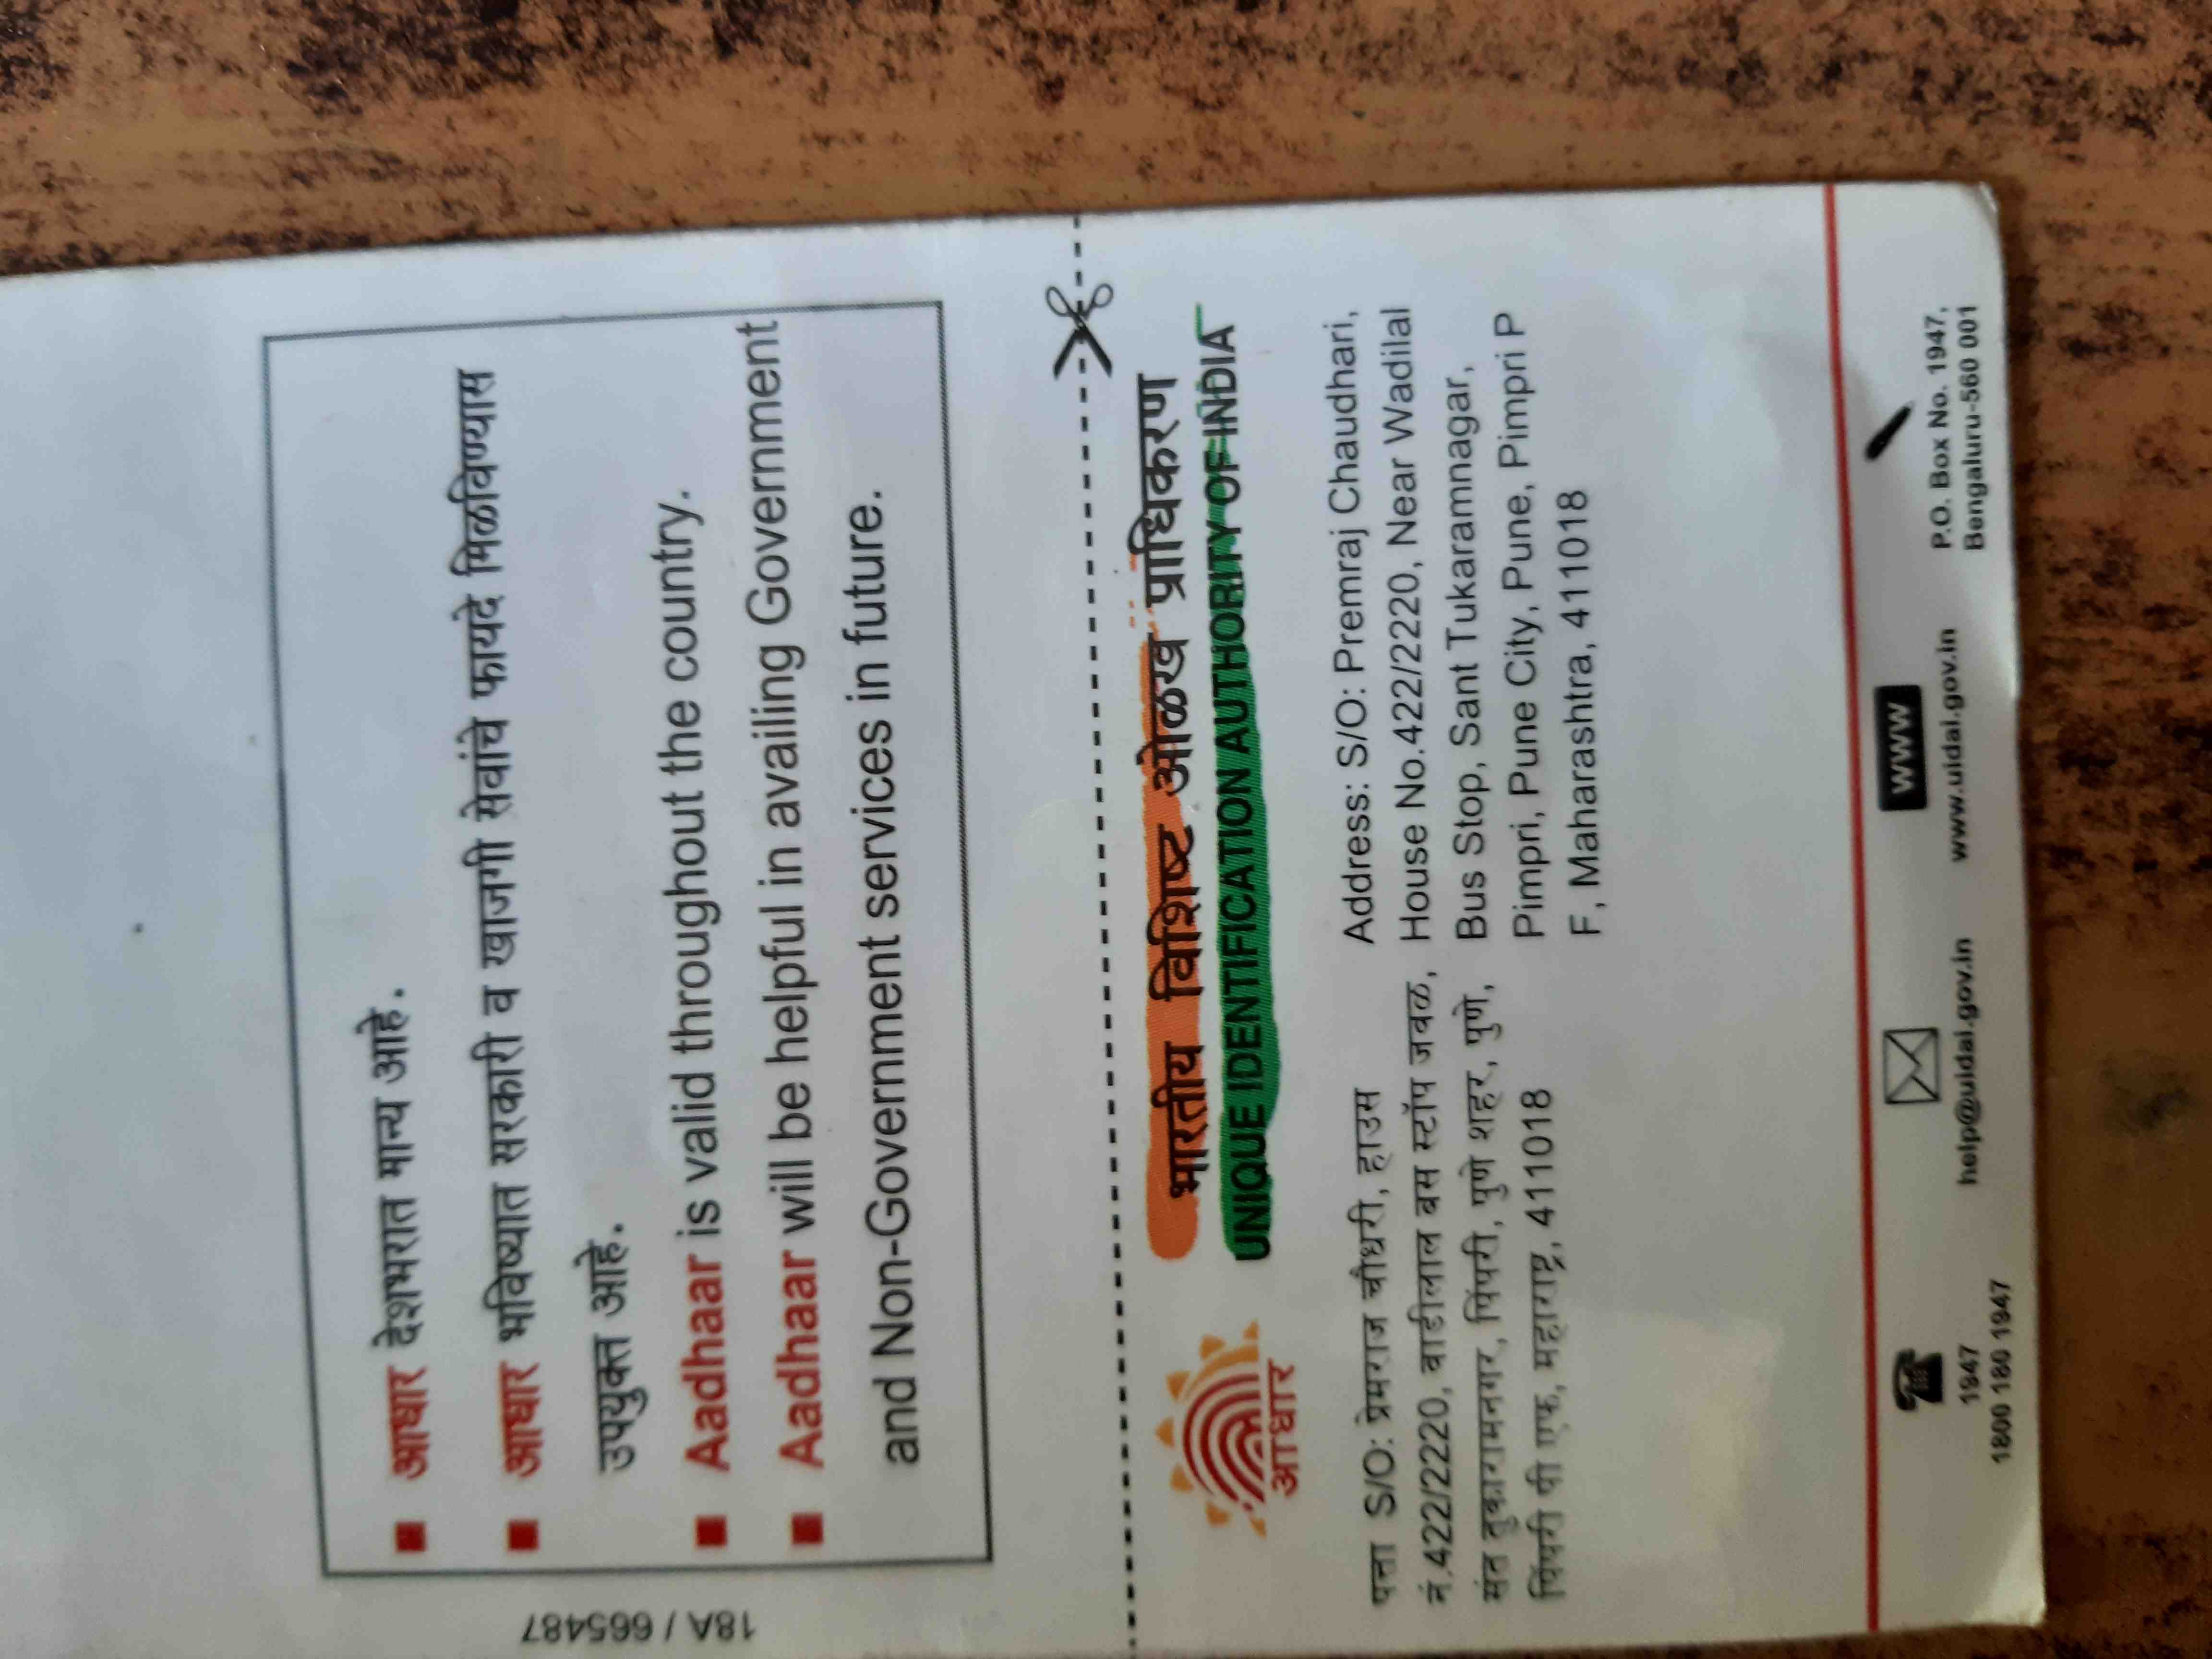 ■ आधार देशभरात मान्य आहे.
■ आधार भविष्यात सरकारी व खाजगी सेवांचे फायदे मिळविण्यास
उपयुक्त आहे.
■ Aadhaar is valid throughout the country.
■ Aadhaar will be helpful in availing Government
and Non-Government services in future.
18A / 665487
भारतीय विशिष्ट ओळख प्राधिकरण
UNIQUE IDENTIFICATION AUTHORITY OF INDIA
आधार
पत्ता S/O: प्रेमराज चौधरी, हाउस
नं.422/2220, वाडीलाल बस स्टॉप जवळ,
संत तुकारामनगर, पिंपरी, पुणे शहर, पुणे,
पिंपरी पी एफ, महाराष्ट्र, 411018
Address: S/O: Premraj Chaudhari,
House No.422/2220, Near Wadilal
Bus Stop, Sant Tukaramnagar,
Pimpri, Pune City, Pune, Pimpri P
F, Maharashtra, 411018
1947
1800 180 1947
help@uidai.gov.in
WWW
www.uidai.gov.in
P.O. Box No. 1947,
Bengaluru-560 001